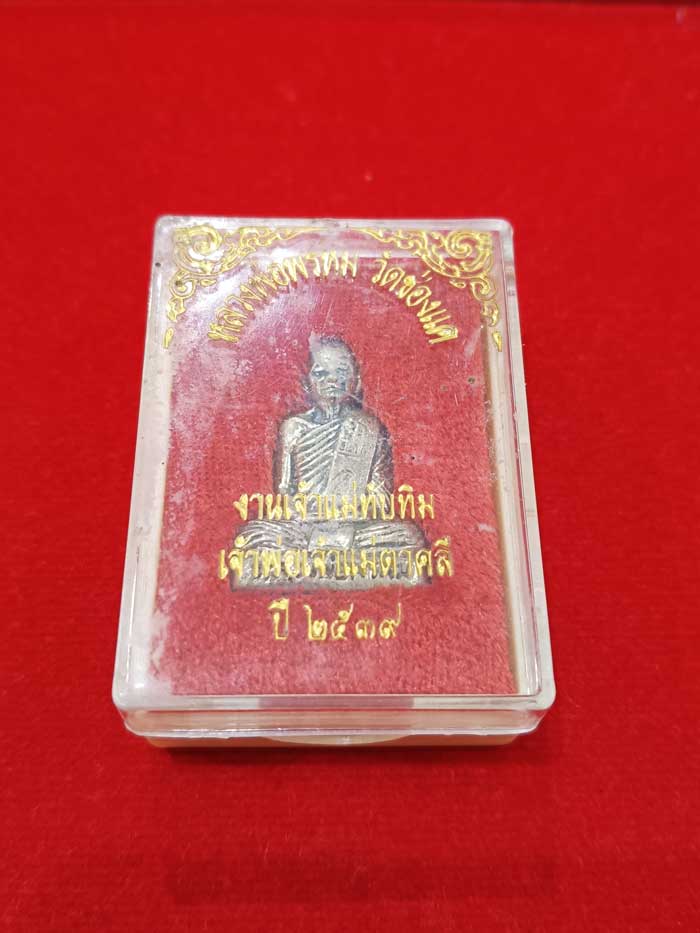 หลวงพ่อพรหม วัดช่องแค
งานเจ้าแม่ทับทิม
เจ้าพ่อเจ้าแม่ตาคลี
ปี ๒๕๓๙